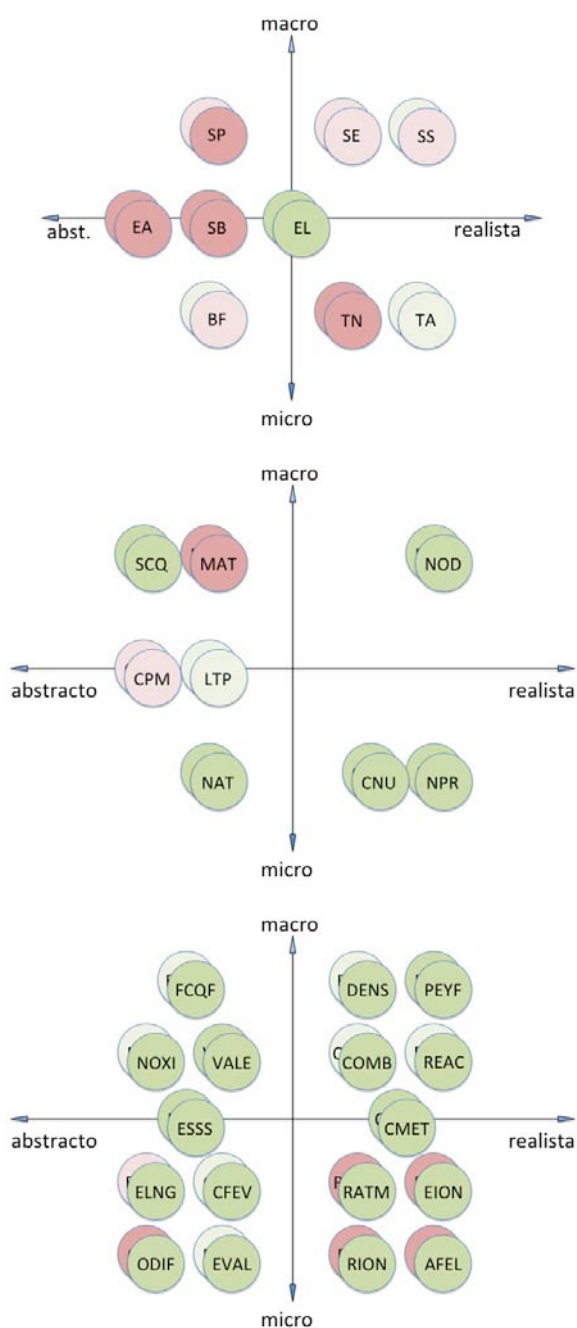 macro
SP SE SS
EA SB EL
abst. realista
BF TN TA
micro
macro
SCQ MAT NOD
CPM LTP
abstracto realista
NAT CNU NPR
micro
macro
FCQF DENS PEYF
NOXI VALE COMB REAC
ESSS CMET
abstracto realista
ELNG CFEV RATM EION
ODIF EVAL RION AFEL
micro